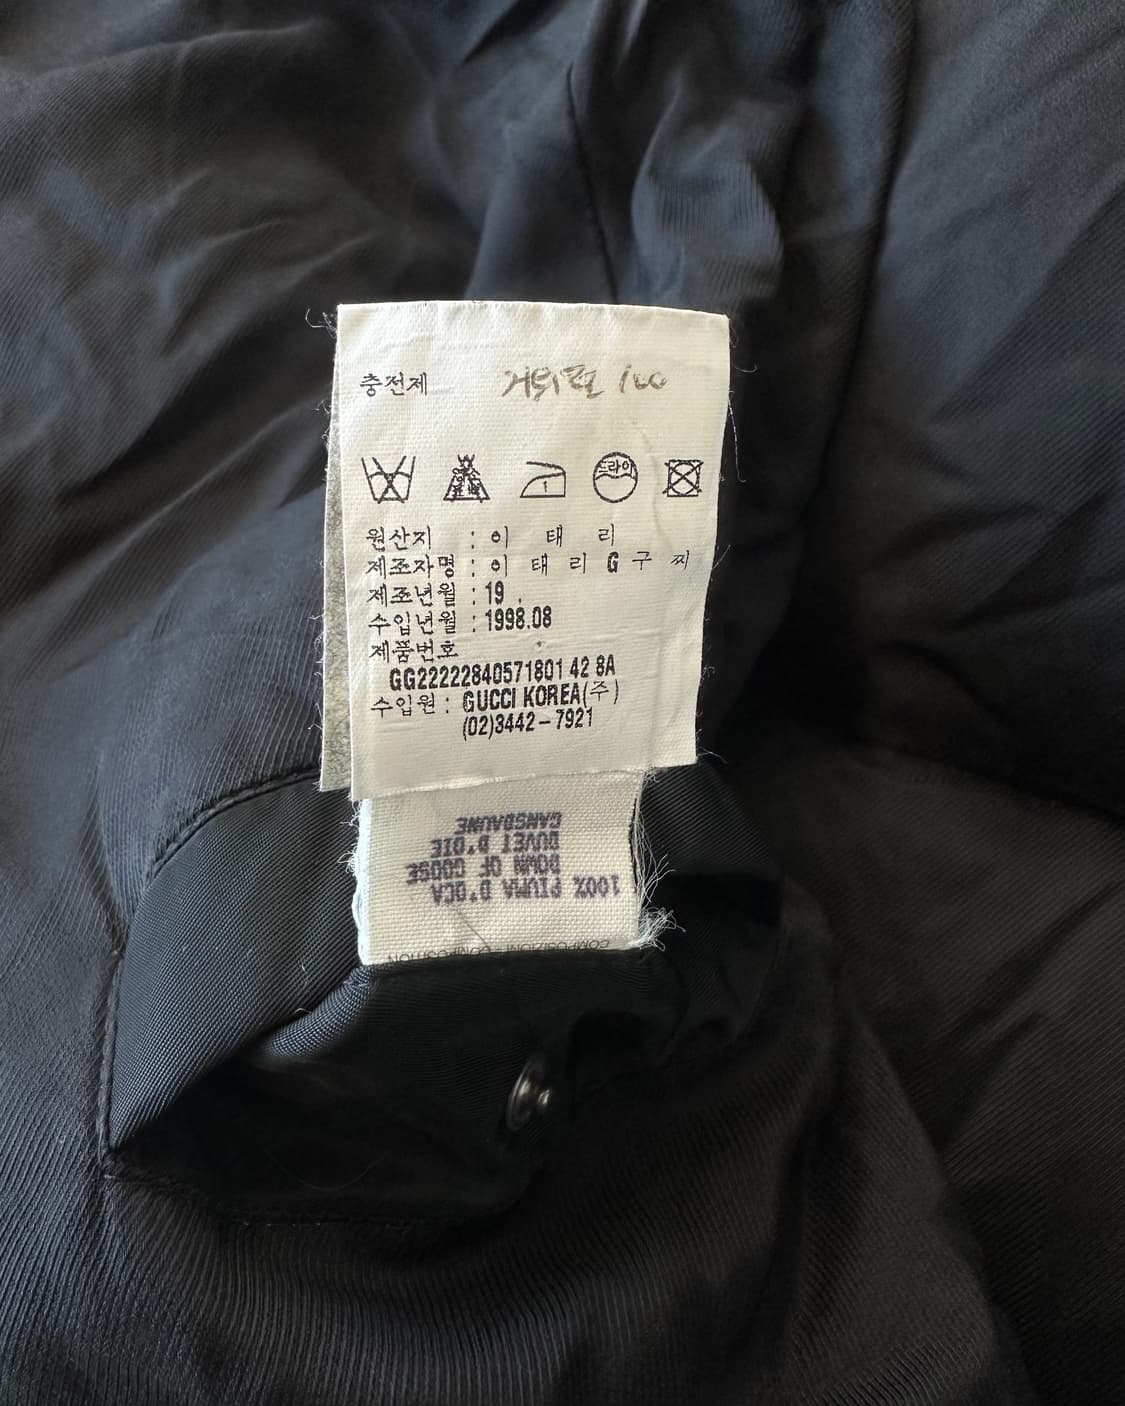 충전제 거위털 100
드라이
원산지 : 이 태 리
제조자명 : 이 태 리 G 구 찌
제조년월 : 19 .
수입년월 : 1998.08
제품번호
GG22222840571801 42 8A
수입원 : GUCCI KOREA(주)
(02)3442-7921
100% PIUMA D'OCA
DOWN OF GOOSE
DUVET D'OIE
GANSDAUNE
COMPOSIZIONE - COMPOSITION